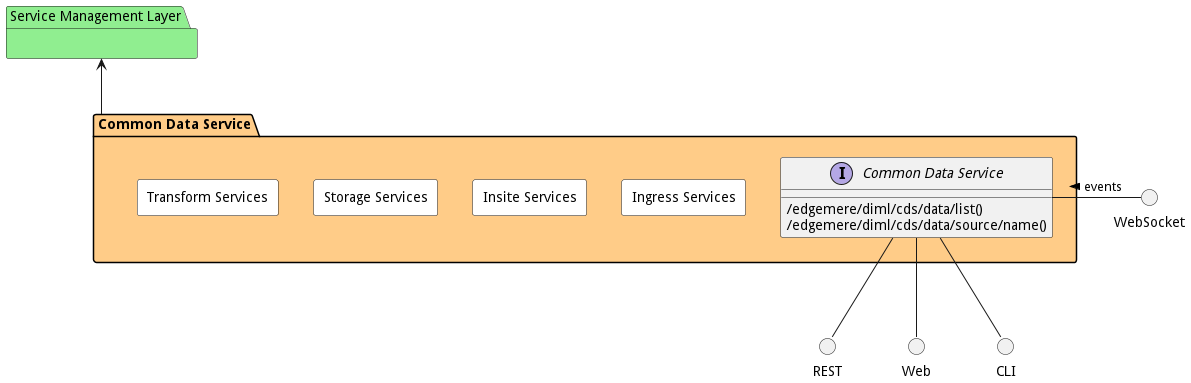 Service Management Layer
Common Data Service
Transform Services
Storage Services
Insite Services
Ingress Services
I Common Data Service
/edgemere/diml/cds/data/list()
/edgemere/diml/cds/data/source/name()
events
WebSocket
REST
Web
CLI